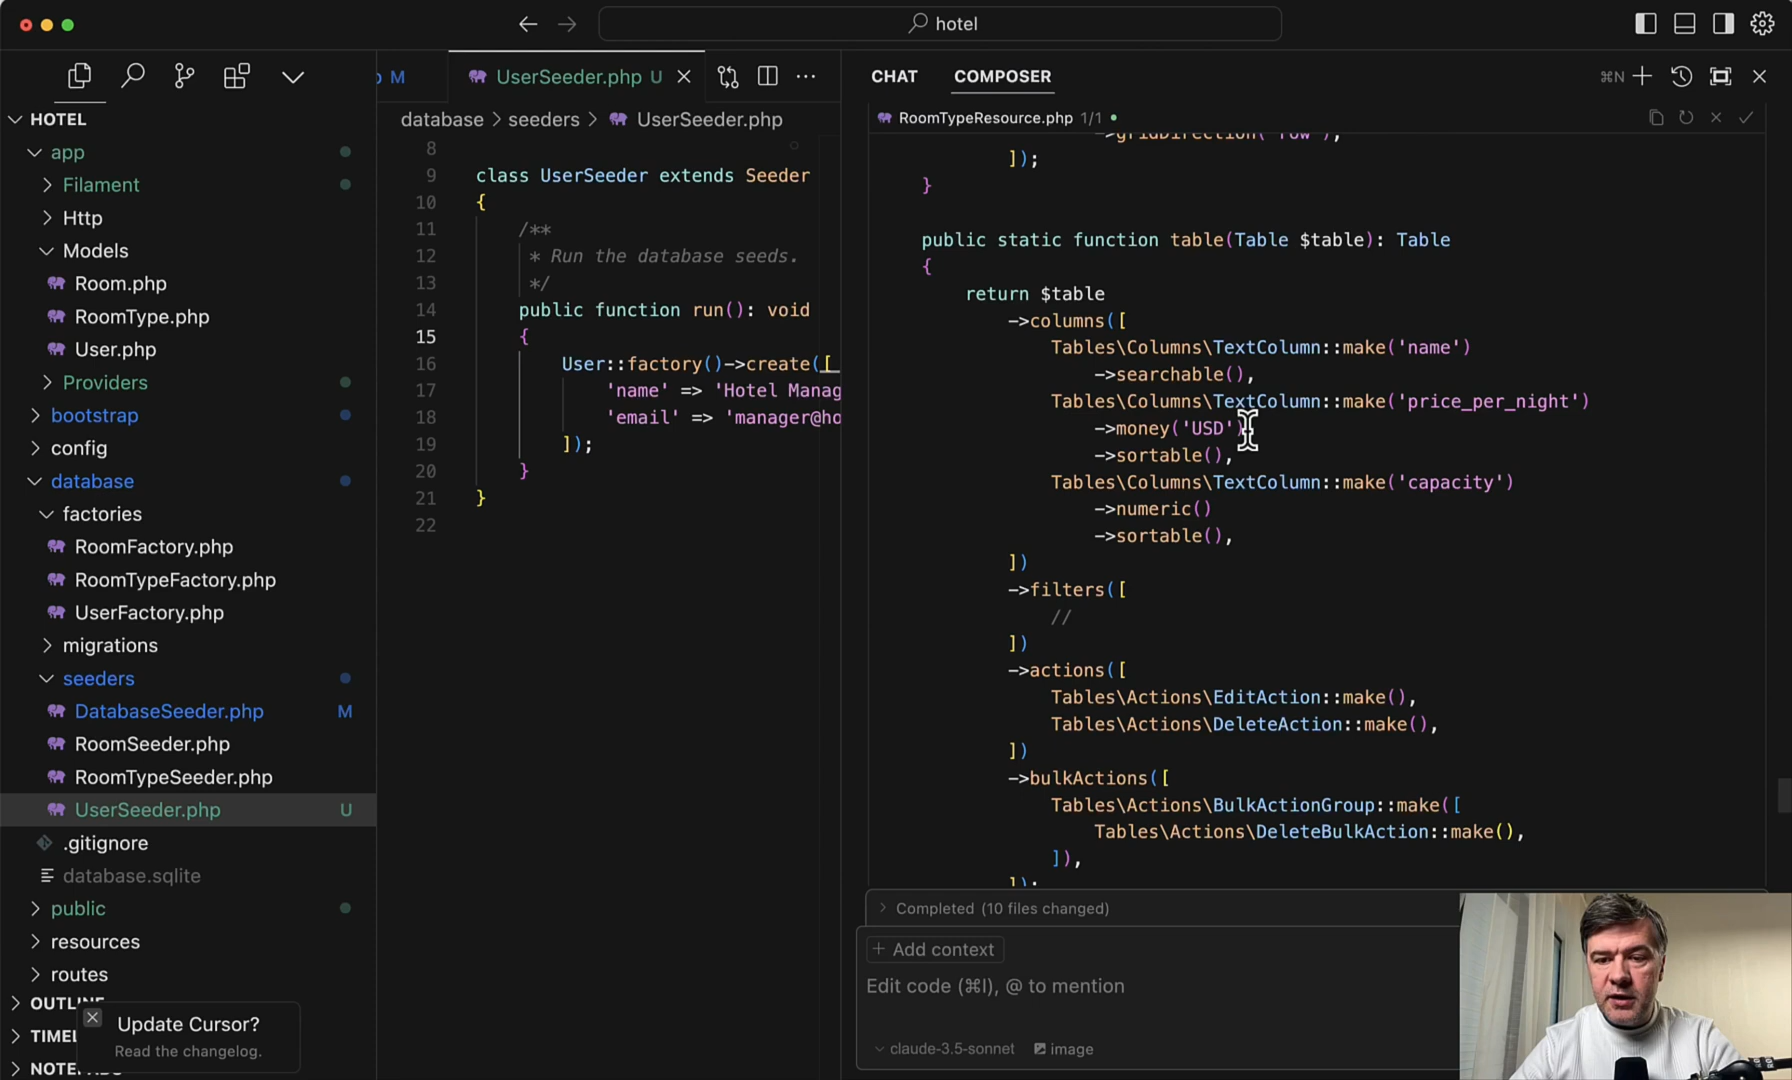 hotel
M
UserSeeder.php U
CHAT
COMPOSER
⌘N
HOTEL
app
Filament
Http
Models
Room.php
RoomType.php
User.php
Providers
bootstrap
config
database
factories
RoomFactory.php
RoomTypeFactory.php
UserFactory.php
migrations
seeders
DatabaseSeeder.php M
RoomSeeder.php
RoomTypeSeeder.php
UserSeeder.php U
.gitignore
database.sqlite
public
resources
routes
OUTLINE
Update Cursor?
Read the changelog.
database > seeders > UserSeeder.php
8
9 class UserSeeder extends Seeder
10 {
11 /**
12 * Run the database seeds.
13 */
14 public function run(): void
15 {
16 User::factory()->create([
17 'name' => 'Hotel Manag
18 'email' => 'manager@ho
19 ]);
20 }
21 }
22
RoomTypeResource.php 1/1
->gridDirection('row'),
]);
}
public static function table(Table $table): Table
{
return $table
->columns([
Tables\Columns\TextColumn::make('name')
->searchable(),
Tables\Columns\TextColumn::make('price_per_night')
->money('USD')
->sortable(),
Tables\Columns\TextColumn::make('capacity')
->numeric()
->sortable(),
])
->filters([
//
])
->actions([
Tables\Actions\EditAction::make(),
Tables\Actions\DeleteAction::make(),
])
->bulkActions([
Tables\Actions\BulkActionGroup::make([
Tables\Actions\DeleteBulkAction::make(),
]),
]);
Completed (10 files changed)
+ Add context
Edit code (⌘I), @ to mention
claude-3.5-sonnet image